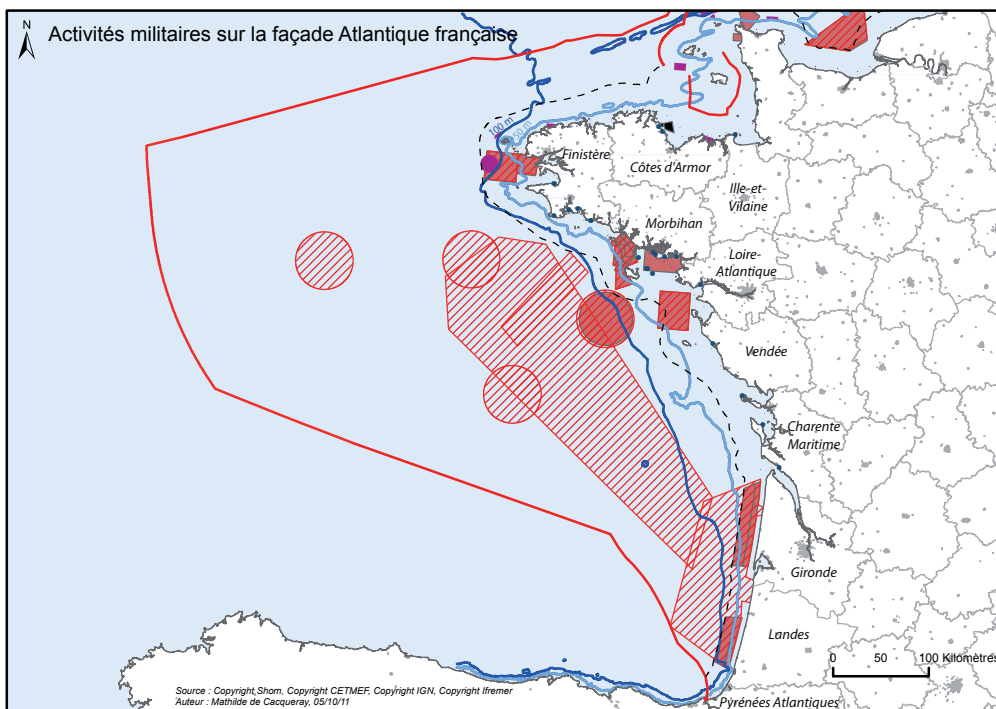 N
Activités militaires sur la façade Atlantique française
100 m
50 m
Finistère
Côtes d'Armor
Ille-et-
Vilaine
Morbihan
Loire-
Atlantique
Vendée
Charente
Maritime
Gironde
Landes
0 50 100 Kilomètres
Pyrénées Atlantiques
Source : Copyright Shom, Copyright CETMEF, Copyright IGN, Copyright Ifremer
Auteur : Mathilde de Cacqueray, 05/10/11